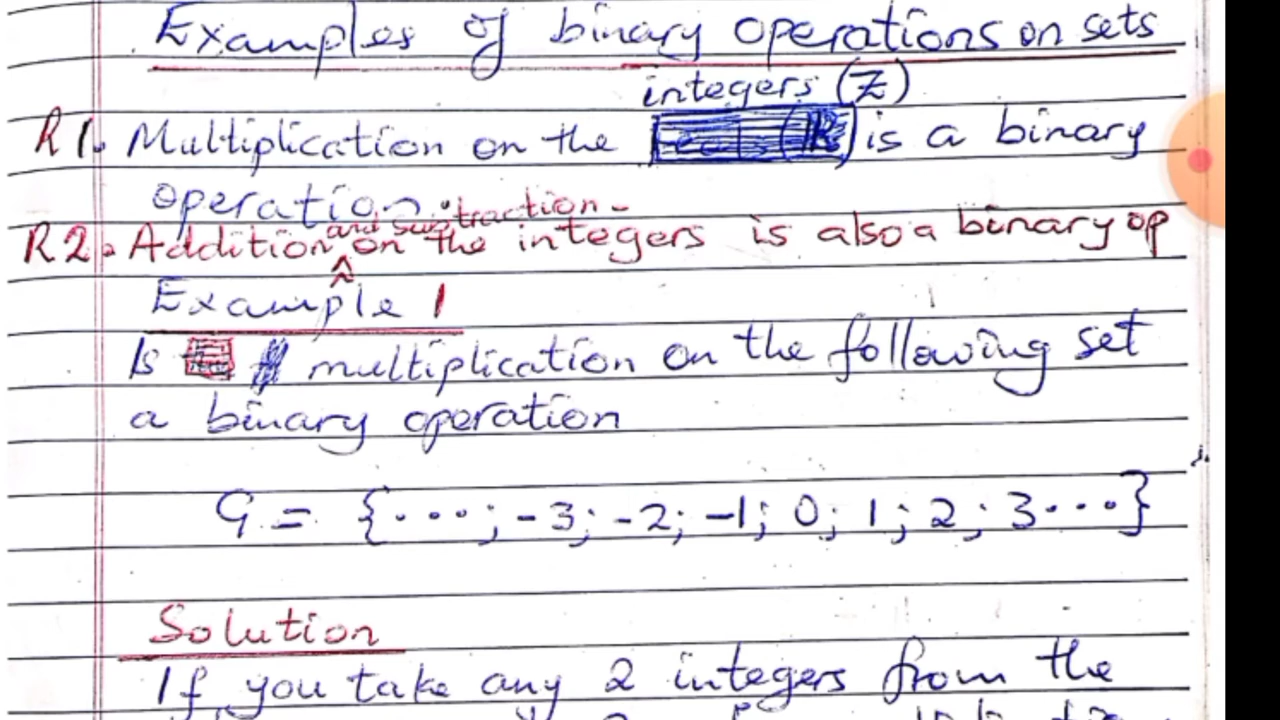 Examples of binary operations on sets
integers (Z)
R1. Multiplication on the is a binary
operation.
and subtraction-
R2. Addition on the integers is also a binary op
Example 1
Is multiplication on the following set
a binary operation
G = {...; -3; -2; -1; 0; 1; 2; 3...}
Solution
If you take any 2 integers from the